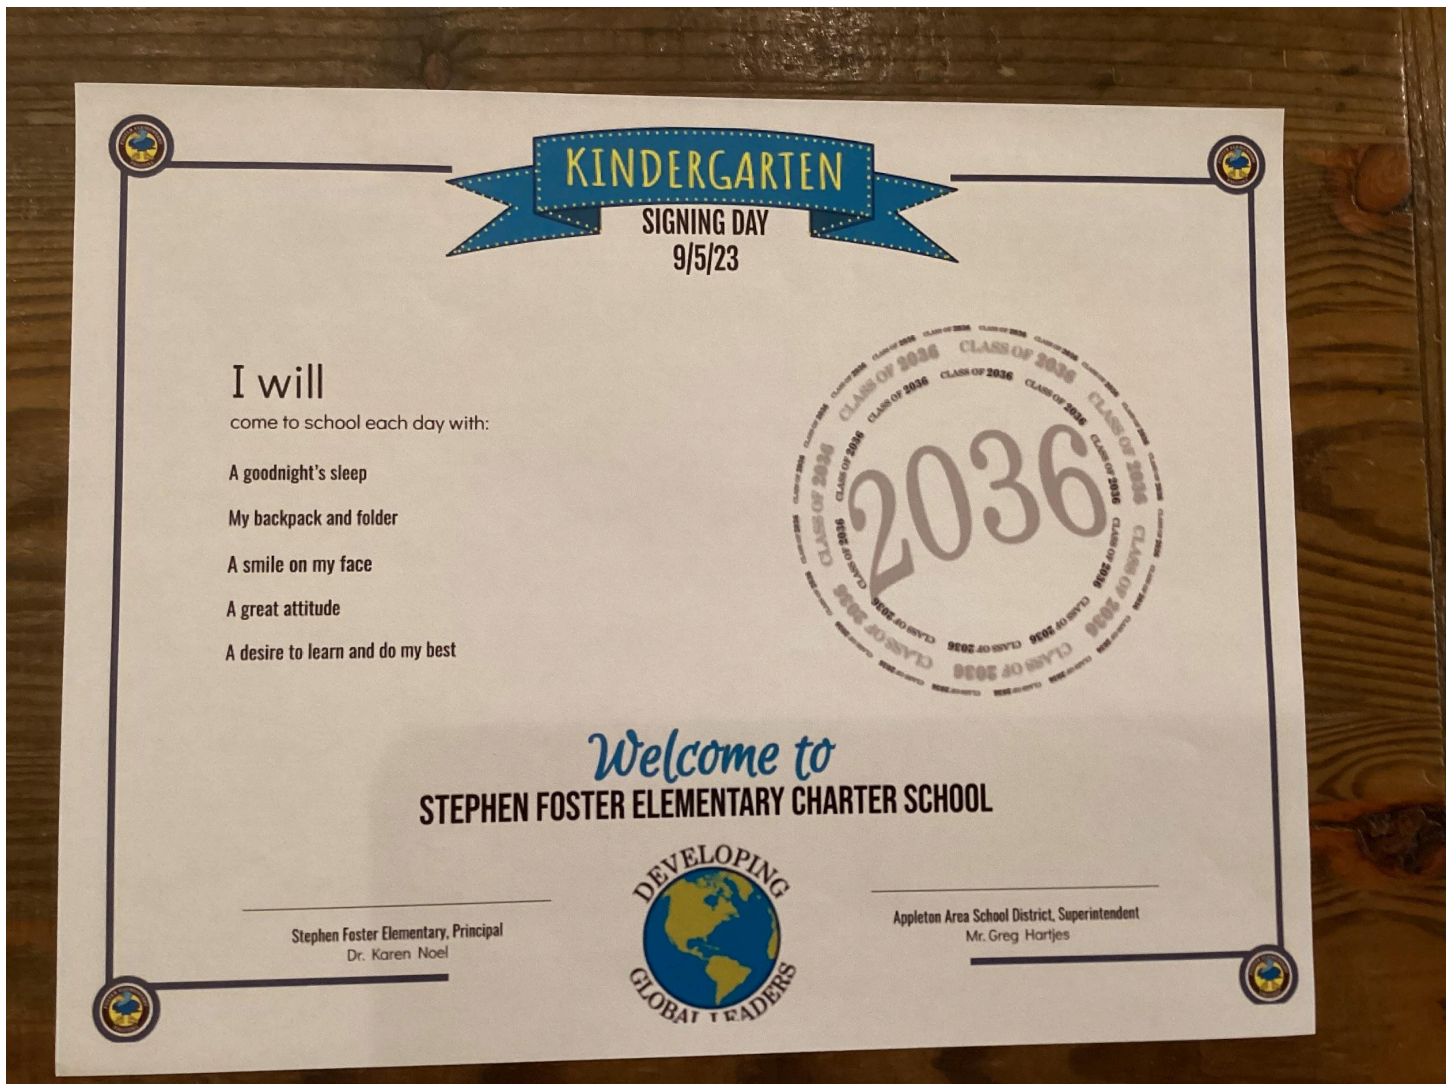 KINDERGARTEN
SIGNING DAY
9/5/23
I will
come to school each day with:
A goodnight's sleep
My backpack and folder
A smile on my face
A great attitude
A desire to learn and do my best
CLASS OF 2036
2036
Welcome to
STEPHEN FOSTER ELEMENTARY CHARTER SCHOOL
DEVELOPING
GLOBAL LEADERS
Stephen Foster Elementary, Principal
Dr. Karen Noel
Appleton Area School District, Superintendent
Mr. Greg Hartjes